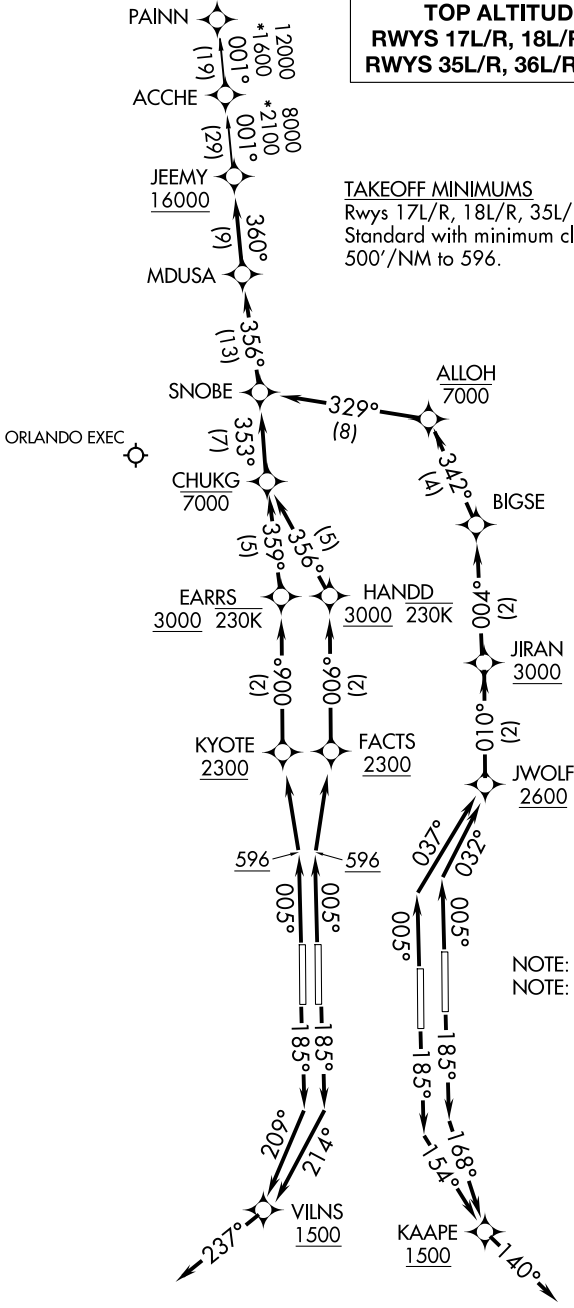 TOP ALTITUD
RWYS 17L/R, 18L/R
RWYS 35L/R, 36L/R
PAINN
12000
*1600
001°
(19)
ACCHE
8000
*2100
001°
(29)
JEEMY
16000
TAKEOFF MINIMUMS
Rwys 17L/R, 18L/R, 35L/
Standard with minimum cl
500'/NM to 596.
360°
(9)
MDUSA
356°
(13)
SNOBE
ALLOH
7000
329°
(8)
ORLANDO EXEC
353°
(7)
CHUKG
7000
342°
(4)
BIGSE
359°
(5)
356°
(5)
EARRS
3000 230K
HANDD
3000 230K
004°
(2)
JIRAN
3000
006°
(2)
006°
(2)
010°
(2)
KYOTE
2300
FACTS
2300
JWOLF
2600
037°
032°
596
596
005°
005°
005°
005°
NOTE:
NOTE:
185°
185°
185°
185°
209°
214°
154°
168°
VILNS
1500
KAAPE
1500
237°
140°